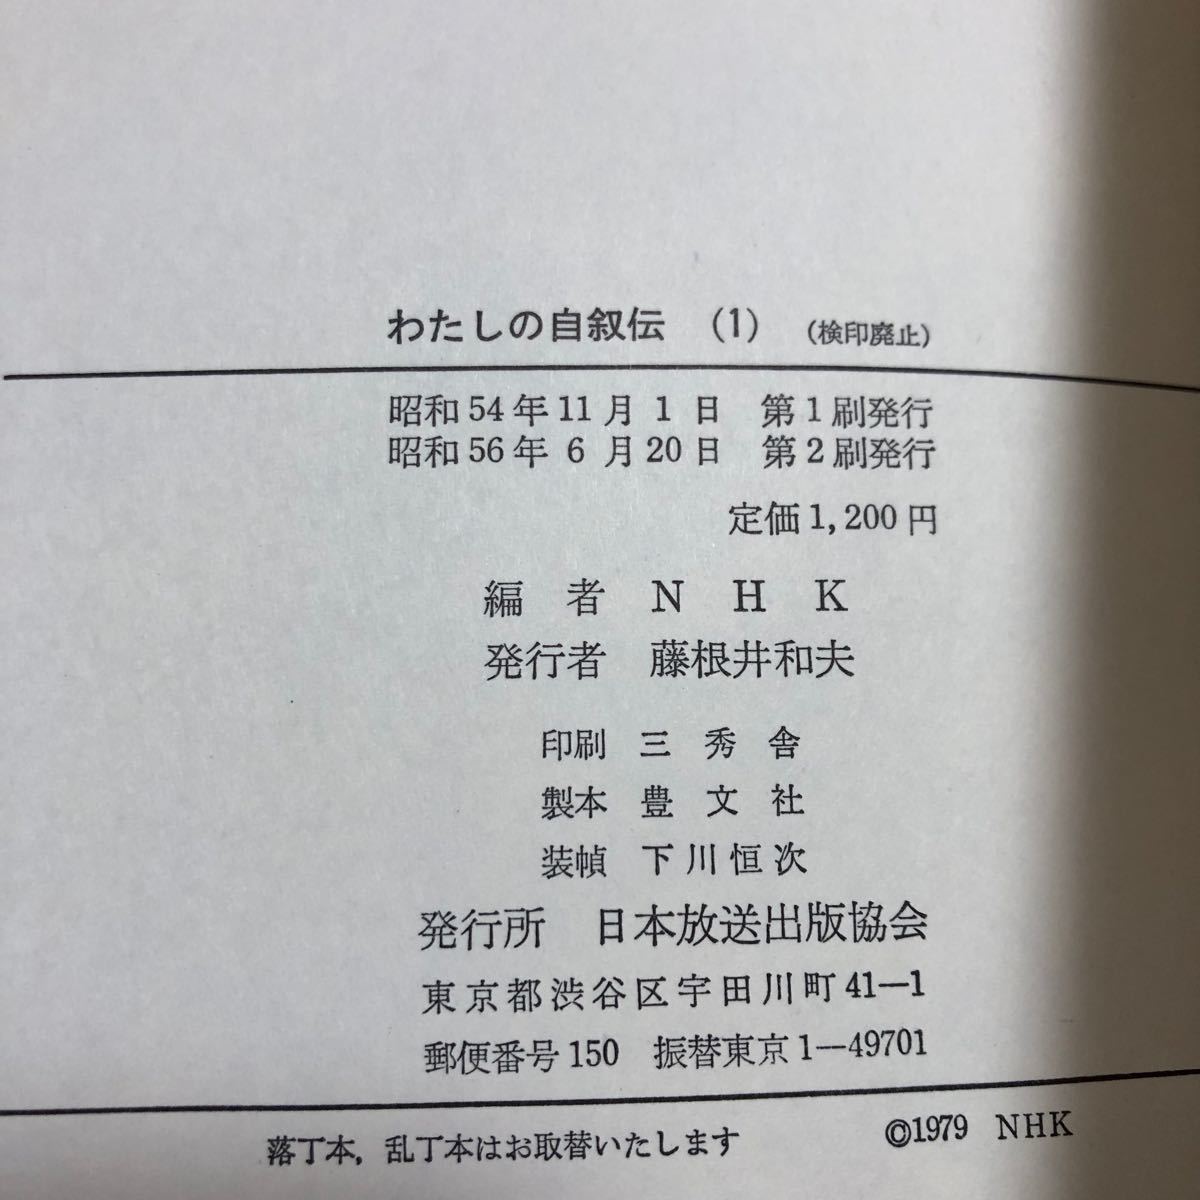 わたしの自叙伝 (1) (検印廃止)
昭和54年11月1日 第1刷発行
昭和56年6月20日 第2刷発行
定価1,200円
編者 NHK
発行者 藤根井和夫
印刷 三秀舎
製本 豊文社
装幀 下川恒次
発行所 日本放送出版協会
東京都渋谷区宇田川町41―1
郵便番号150 振替東京1―49701
落丁本,乱丁本はお取替いたします ©1979 NHK